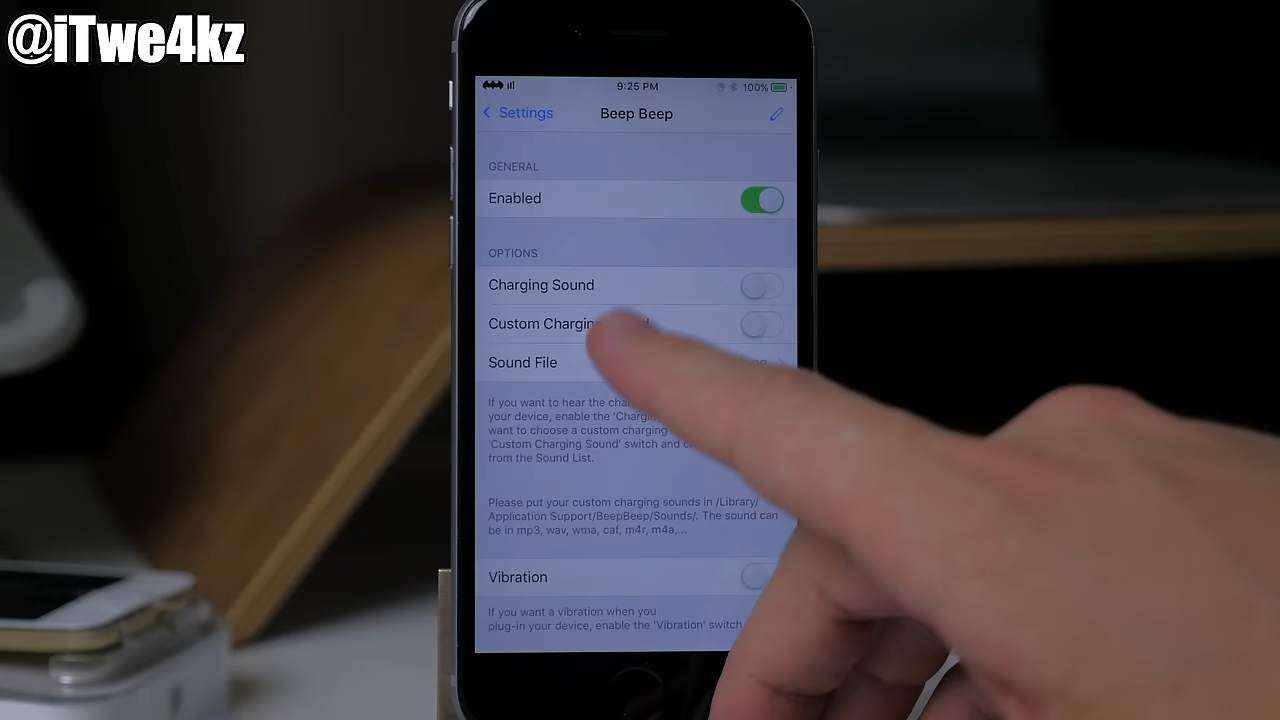 @iTwe4kz
9:25 PM
100%
Settings
Beep Beep
GENERAL
Enabled
OPTIONS
Charging Sound
Custom Charging
Sound File
If you want to hear the
your device, enable the
want to choose a custom charging
'Custom Charging Sound' switch and
from the Sound List.
Please put your custom charging sounds in /Library/
Application Support/BeepBeep/Sounds/. The sound can
be in mp3, wav, wma, caf, m4r, m4a,...
Vibration
If you want a vibration when you
plug-in your device, enable the 'Vibration' switch